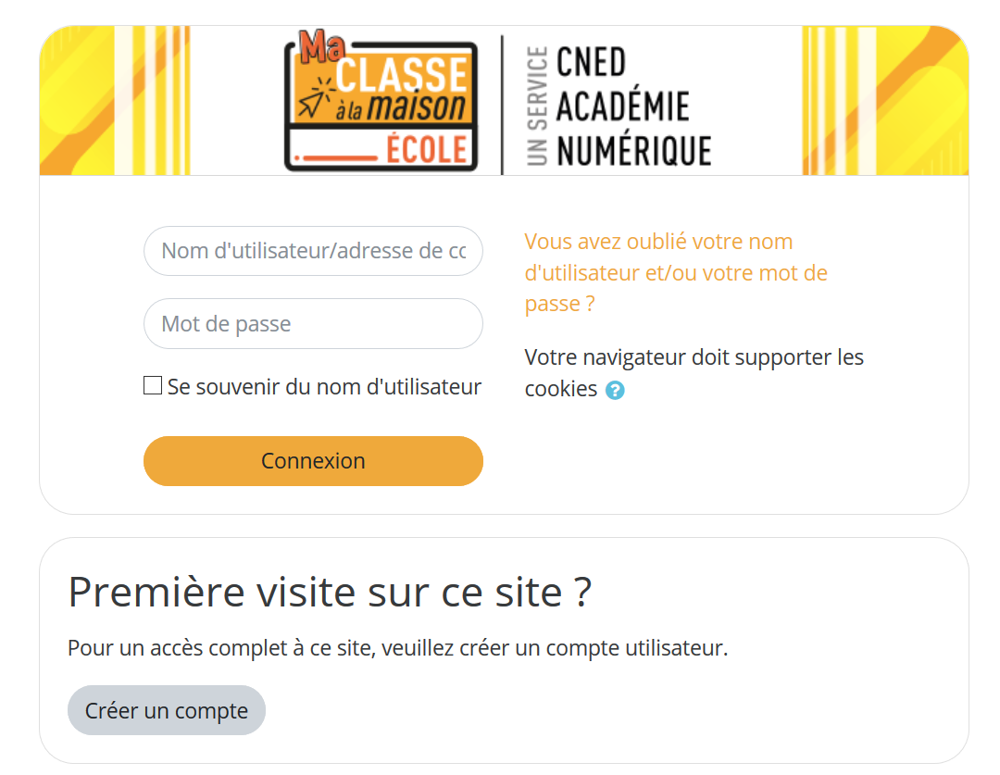 Ma
CLASSE
à la maison
ÉCOLE
UN SERVICE
CNED
ACADÉMIE
NUMÉRIQUE
Nom d'utilisateur/adresse de cc
Mot de passe
Se souvenir du nom d'utilisateur
Connexion
Vous avez oublié votre nom
d'utilisateur et/ou votre mot de
passe ?
Votre navigateur doit supporter les
cookies ?
Première visite sur ce site ?
Pour un accès complet à ce site, veuillez créer un compte utilisateur.
Créer un compte